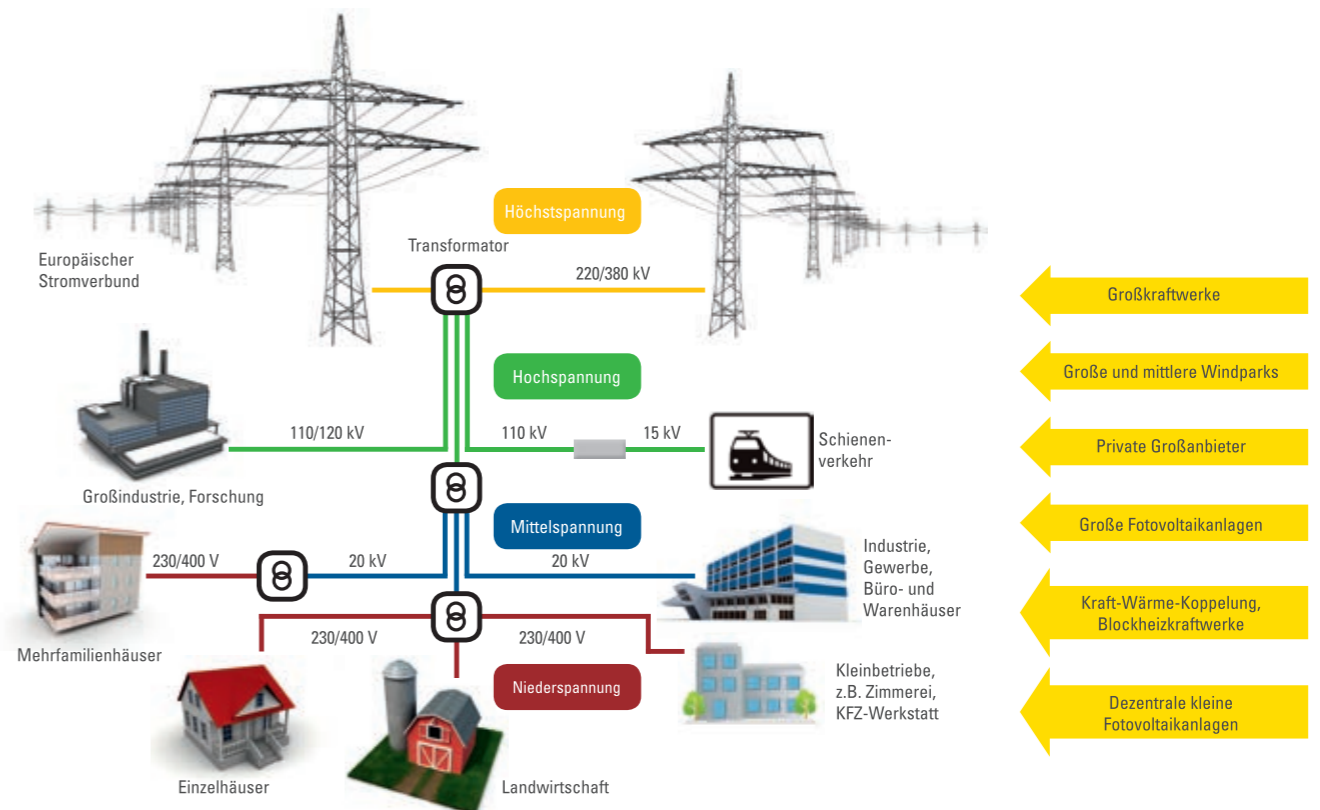 Höchstspannung
Europäischer
Stromverbund
Transformator
220/380 kV
Großkraftwerke
Hochspannung
Große und mittlere Windparks
110/120 kV
110 kV
15 kV
Schienen-
verkehr
Private Großanbieter
Großindustrie, Forschung
Mittelspannung
Große Fotovoltaikanlagen
230/400 V
20 kV
20 kV
Industrie,
Gewerbe,
Büro- und
Warenhäuser
Kraft-Wärme-Koppelung,
Blockheizkraftwerke
Mehrfamilienhäuser
230/400 V
230/400 V
Niederspannung
Kleinbetriebe,
z.B. Zimmerei,
KFZ-Werkstatt
Dezentrale kleine
Fotovoltaikanlagen
Einzelhäuser
Landwirtschaft